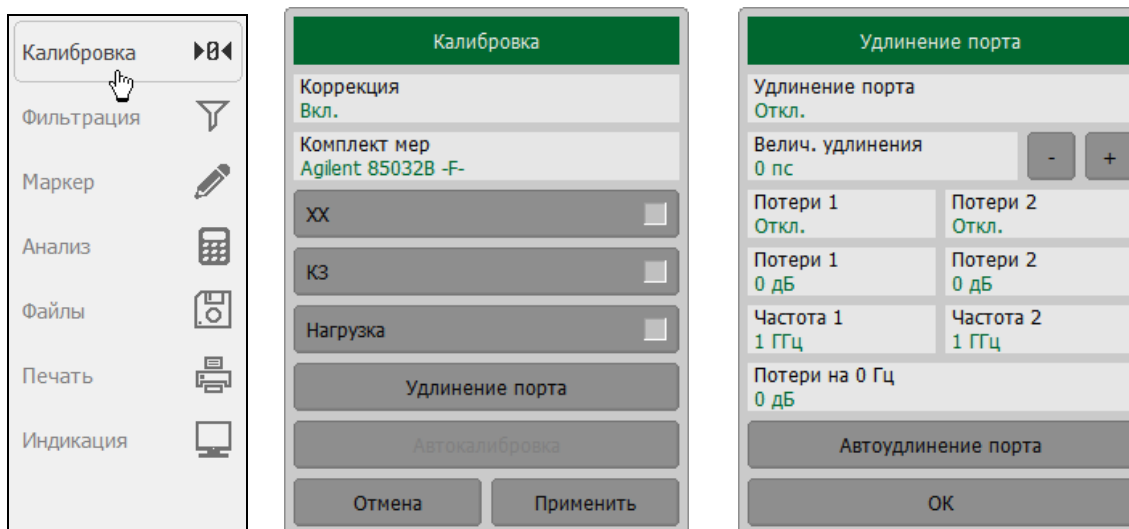 Калибровка ▶0◀
Фильтрация
Маркер
Анализ
Файлы
Печать
Индикация
Калибровка
Коррекция
Вкл.
Комплект мер
Agilent 85032B -F-
ХХ
КЗ
Нагрузка
Удлинение порта
Автокалибровка
Отмена Применить
Удлинение порта
Удлинение порта
Откл.
Велич. удлинения
0 пс - +
Потери 1 Потери 2
Откл. Откл.
Потери 1 Потери 2
0 дБ 0 дБ
Частота 1 Частота 2
1 ГГц 1 ГГц
Потери на 0 Гц
0 дБ
Автоудлинение порта
ОК